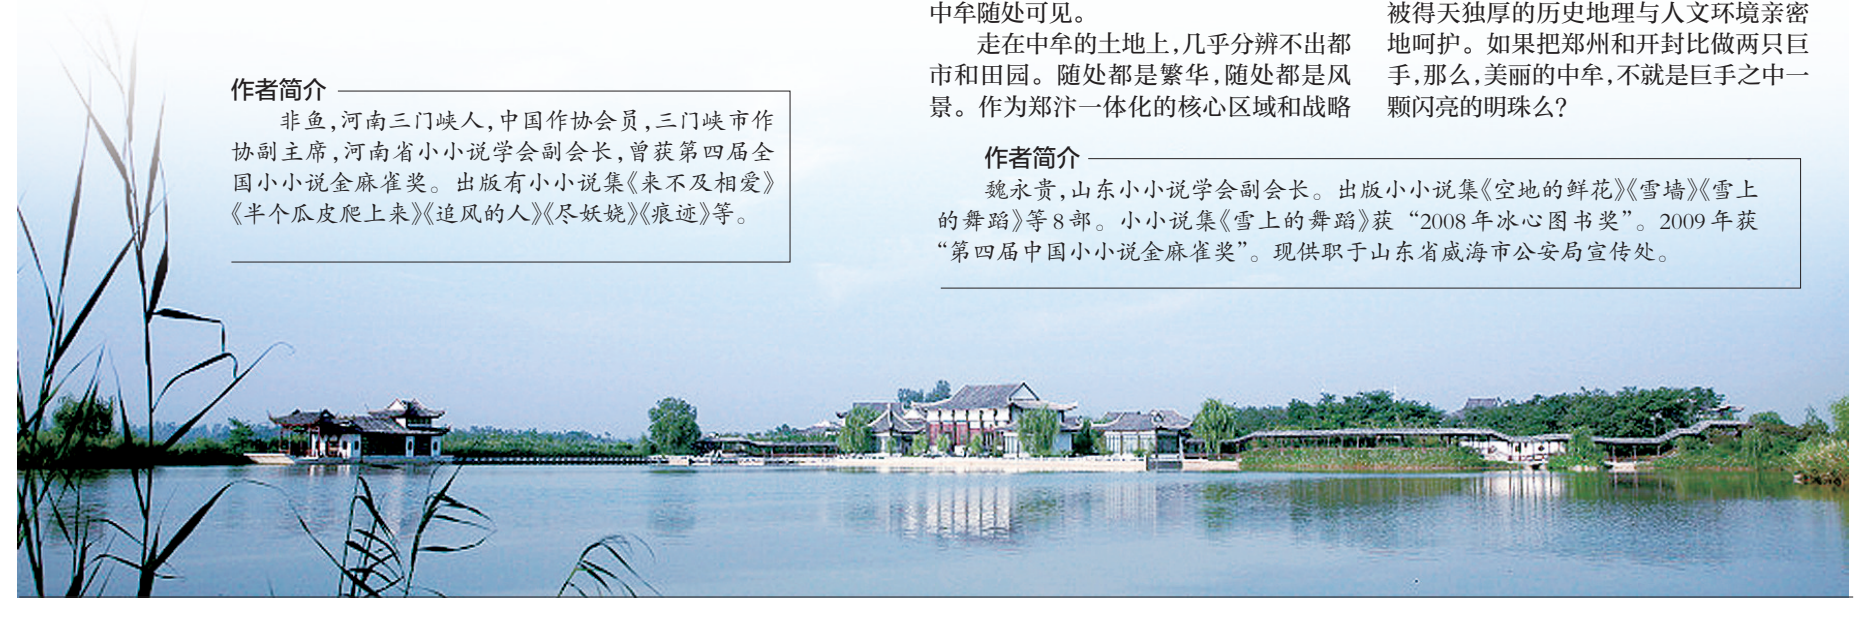 作者简介
非鱼，河南三门峡人，中国作协会员，三门峡市作
协副主席，河南省小小说学会副会长，曾获第四届全
国小小说金麻雀奖。出版有小小说集《来不及相爱》
《半个瓜皮爬上来》《追风的人》《尽妖娆》《痕迹》等。
中牟随处可见。
走在中牟的土地上，几乎分辨不出都
市和田园。随处都是繁华，随处都是风
景。作为郑汴一体化的核心区域和战略
被得天独厚的历史地理与人文环境亲密
地呵护。如果把郑州和开封比做两只巨
手，那么，美丽的中牟，不就是巨手之中一
颗闪亮的明珠么？
作者简介
魏永贵，山东小小说学会副会长。出版小小说集《空地的鲜花》《雪墙》《雪上
的舞蹈》等8部。小小说集《雪上的舞蹈》获“2008年冰心图书奖”。2009年获
“第四届中国小小说金麻雀奖”。现供职于山东省威海市公安局宣传处。